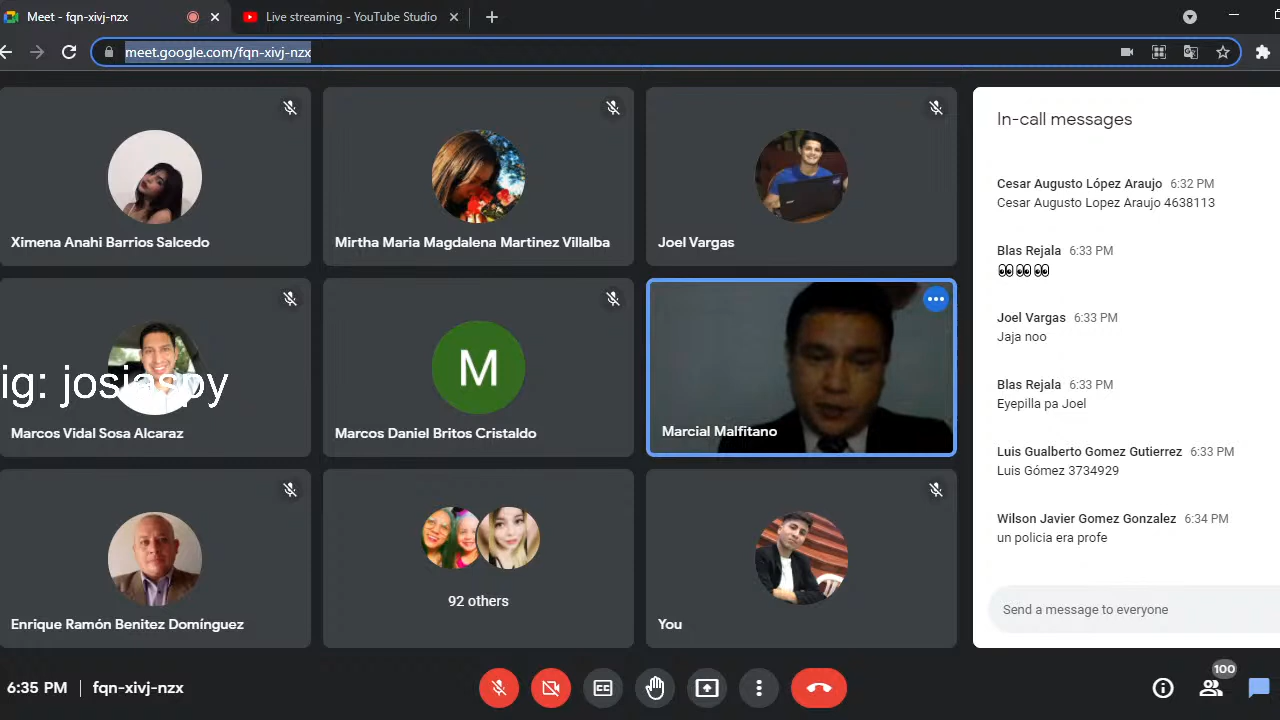 Meet - fqn-xivj-nzx
Live streaming - YouTube Studio
meet.google.com/fqn-xivj-nzx
Ximena Anahi Barrios Salcedo
Mirtha Maria Magdalena Martinez Villalba
Joel Vargas
ig: josiaspy
Marcos Vidal Sosa Alcaraz
M
Marcos Daniel Britos Cristaldo
Marcial Malfitano
Enrique Ramón Benitez Domínguez
92 others
You
In-call messages
Cesar Augusto López Araujo 6:32 PM
Cesar Augusto Lopez Araujo 4638113
Blas Rejala 6:33 PM
👀👀👀
Joel Vargas 6:33 PM
Jaja noo
Blas Rejala 6:33 PM
Eyepilla pa Joel
Luis Gualberto Gomez Gutierrez 6:33 PM
Luis Gómez 3734929
Wilson Javier Gomez Gonzalez 6:34 PM
un policia era profe
Send a message to everyone
6:35 PM | fqn-xivj-nzx
CC
100